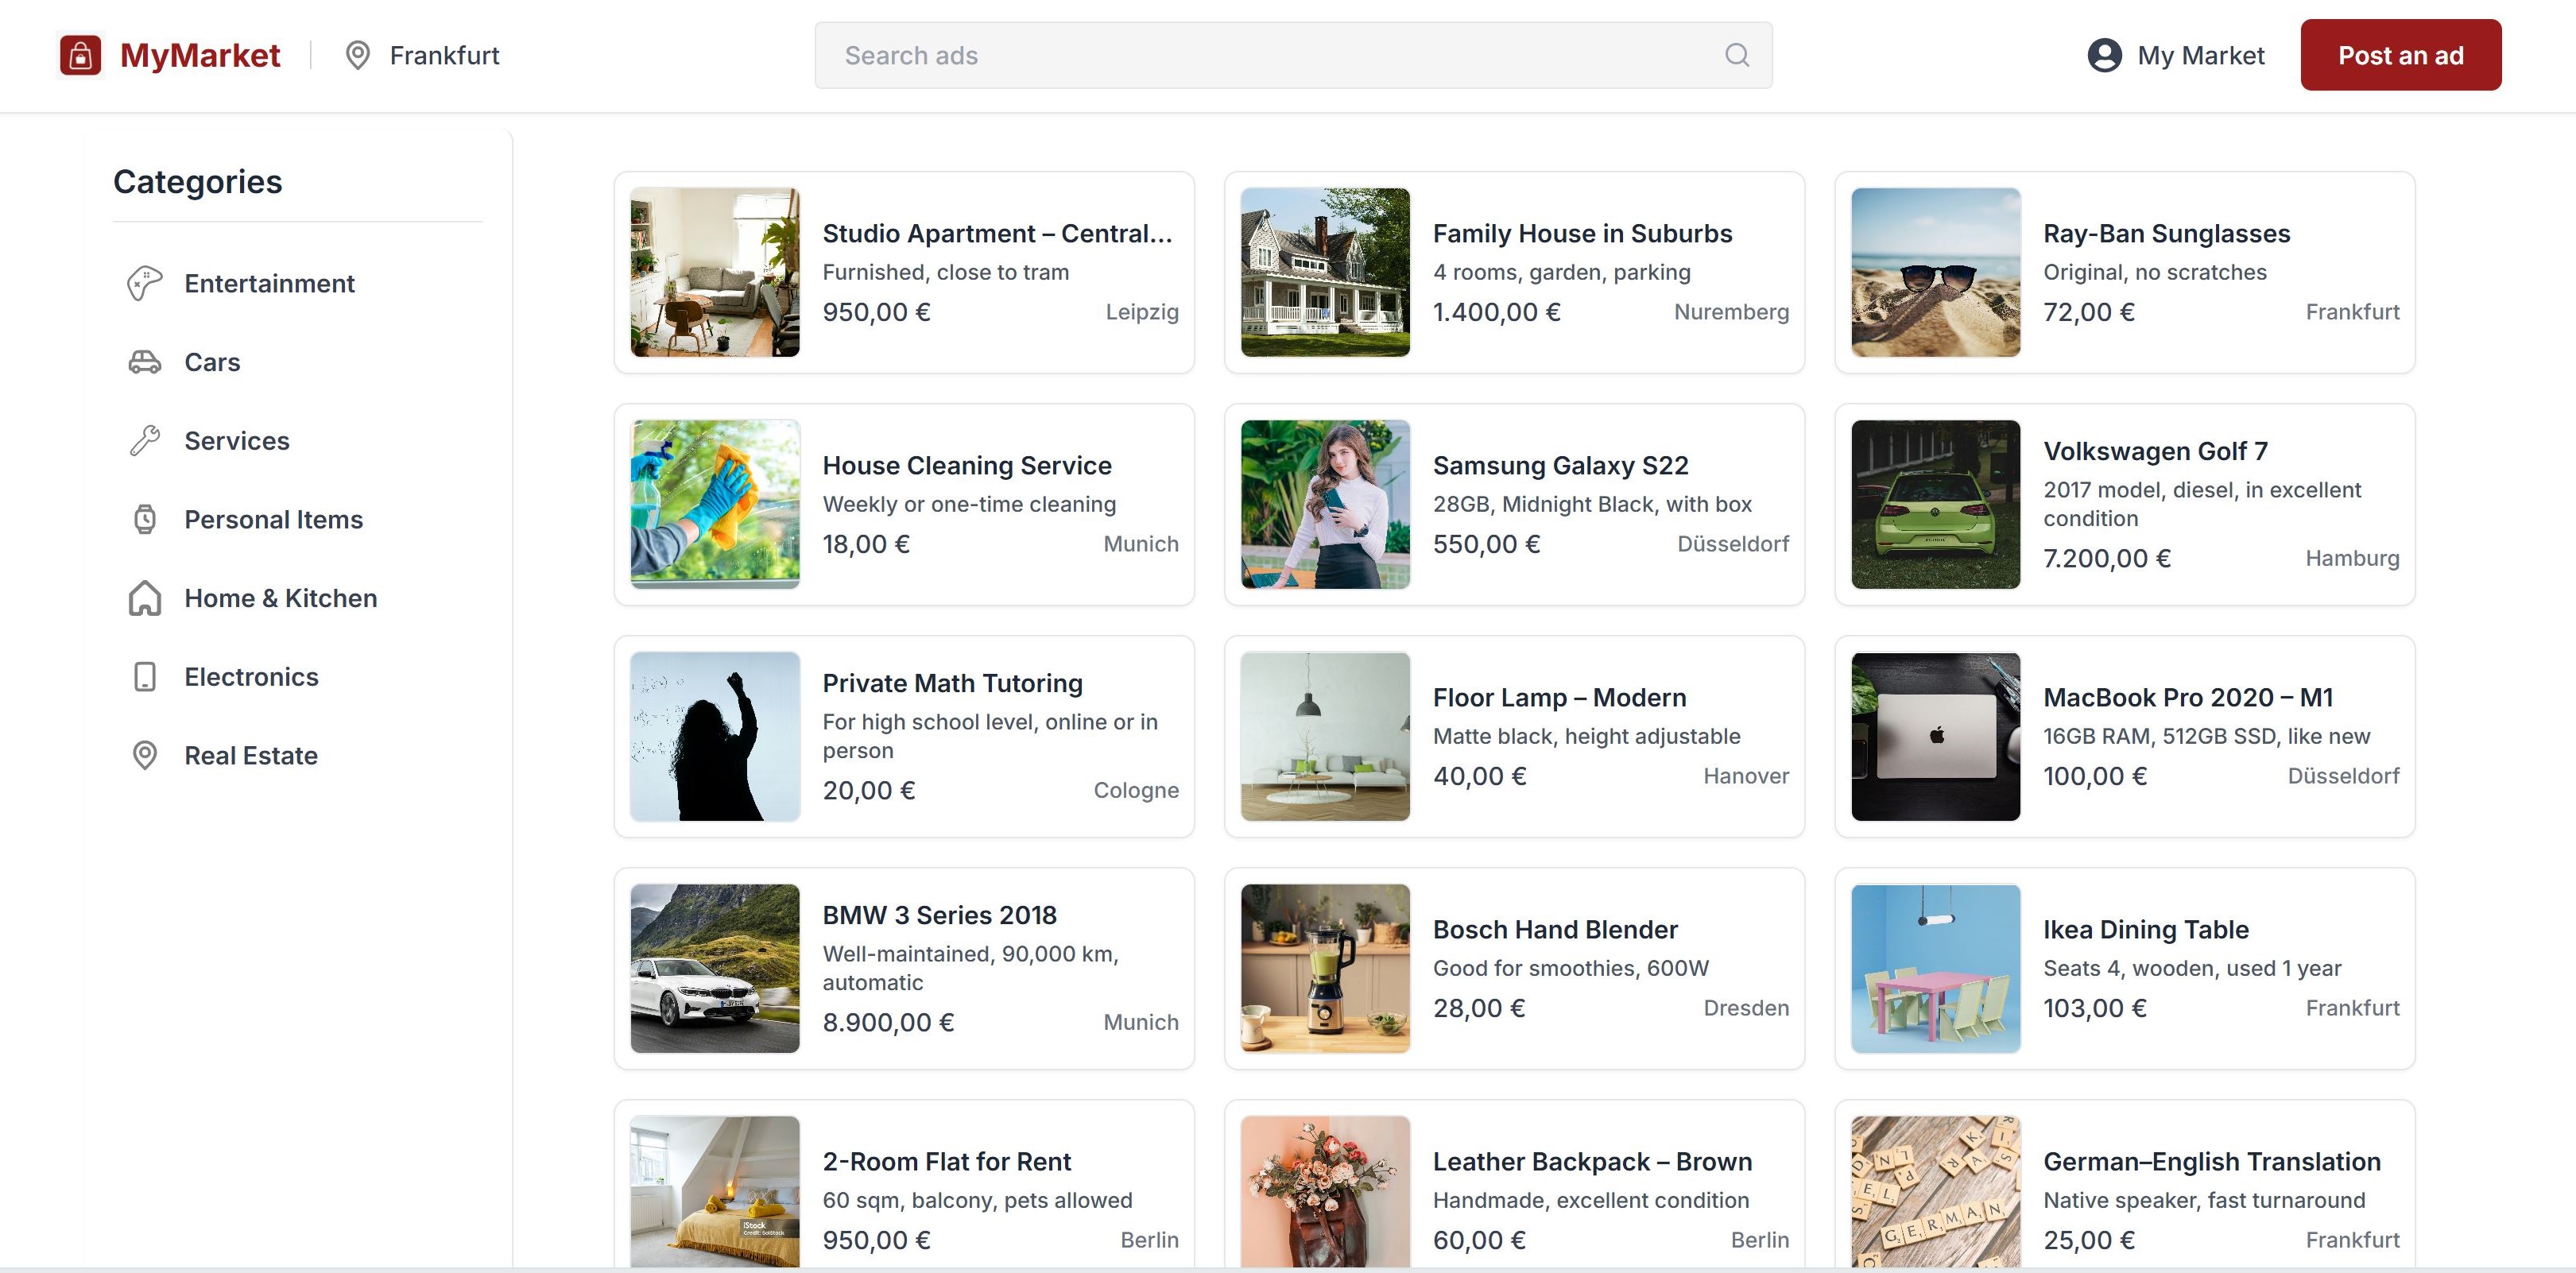 MyMarket
Frankfurt
Search ads
My Market
Post an ad
Categories
Entertainment
Cars
Services
Personal Items
Home & Kitchen
Electronics
Real Estate
Studio Apartment – Central...
Furnished, close to tram
950,00 €
Leipzig
Family House in Suburbs
4 rooms, garden, parking
1.400,00 €
Nuremberg
Ray-Ban Sunglasses
Original, no scratches
72,00 €
Frankfurt
House Cleaning Service
Weekly or one-time cleaning
18,00 €
Munich
Samsung Galaxy S22
28GB, Midnight Black, with box
550,00 €
Düsseldorf
Volkswagen Golf 7
2017 model, diesel, in excellent
condition
7.200,00 €
Hamburg
Private Math Tutoring
For high school level, online or in
person
20,00 €
Cologne
Floor Lamp – Modern
Matte black, height adjustable
40,00 €
Hanover
MacBook Pro 2020 – M1
16GB RAM, 512GB SSD, like new
100,00 €
Düsseldorf
BMW 3 Series 2018
Well-maintained, 90,000 km,
automatic
8.900,00 €
Munich
Bosch Hand Blender
Good for smoothies, 600W
28,00 €
Dresden
Ikea Dining Table
Seats 4, wooden, used 1 year
103,00 €
Frankfurt
iStock
2-Room Flat for Rent
60 sqm, balcony, pets allowed
950,00 €
Berlin
Leather Backpack – Brown
Handmade, excellent condition
60,00 €
Berlin
GERMAN
German–English Translation
Native speaker, fast turnaround
25,00 €
Frankfurt